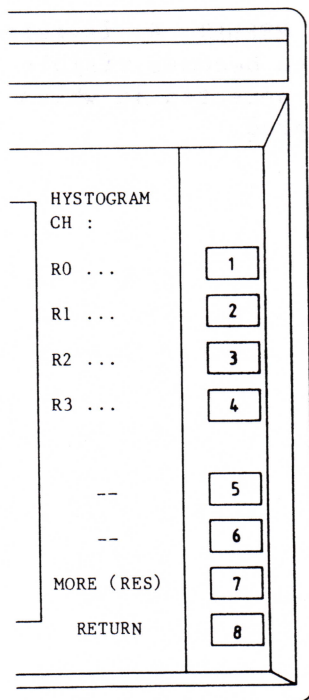 HYSTOGRAM
CH :
R0 ... 1
R1 ... 2
R2 ... 3
R3 ... 4
-- 5
-- 6
MORE (RES) 7
RETURN 8